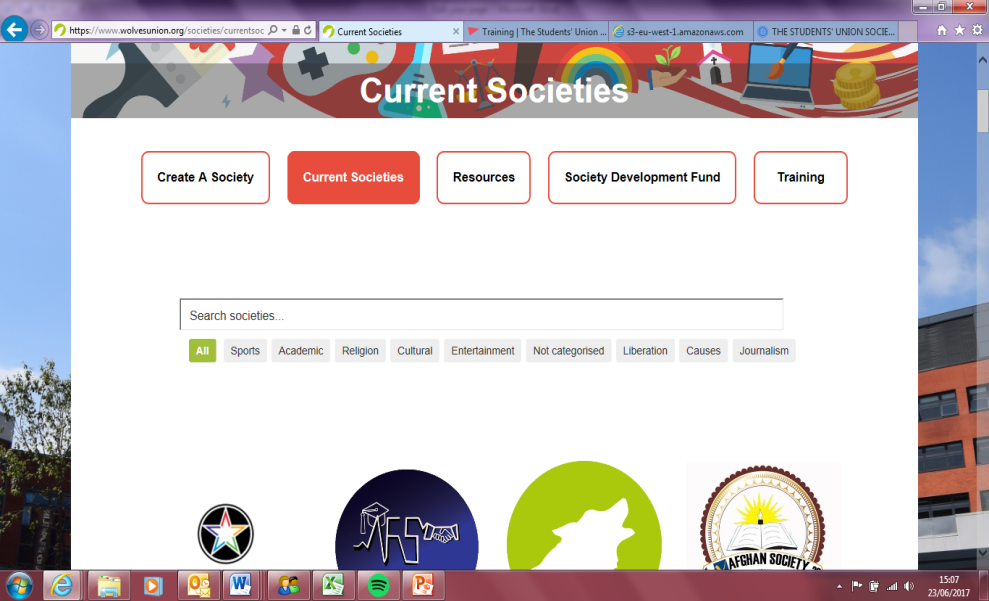 https://www.wolvesunion.org/societies/currentsoc
Current Societies
Training | The Students' Union ...
s3-eu-west-1.amazonaws.com
THE STUDENTS' UNION SOCIE...
Current Societies
Create A Society
Current Societies
Resources
Society Development Fund
Training
Search societies...
All
Sports
Academic
Religion
Cultural
Entertainment
Not categorised
Liberation
Causes
Journalism
AFGHAN SOCIETY
15:07
23/06/2017